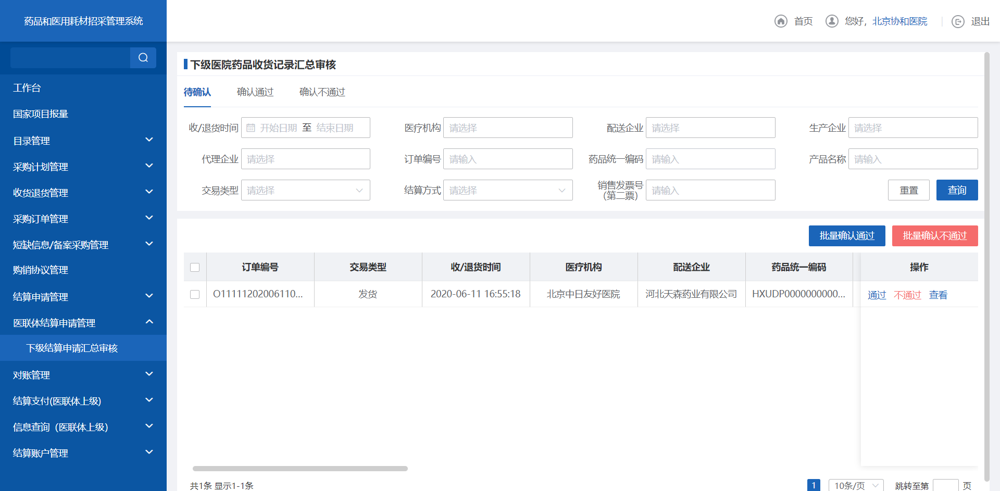 药品和医用耗材招采管理系统
首页
您好，北京协和医院
退出
工作台
国家项目报量
目录管理
采购计划管理
收货退货管理
采购订单管理
短缺信息/备案采购管理
购销协议管理
结算申请管理
医联体结算申请管理
下级结算申请汇总审核
对账管理
结算支付(医联体上级)
信息查询（医联体上级）
结算账户管理
下级医院药品收货记录汇总审核
待确认 确认通过 确认不通过
收/退货时间 开始日期 至 结束日期 医疗机构 请选择 配送企业 请选择 生产企业 请选择
代理企业 请选择 订单编号 请输入 药品统一编码 请输入 产品名称 请输入
交易类型 请选择 结算方式 请选择 销售发票号 请输入 重置 查询
（第二票）
批量确认通过 批量确认不通过
订单编号 交易类型 收/退货时间 医疗机构 配送企业 药品统一编码 操作
O11111202006110... 发货 2020-06-11 16:55:18 北京中日友好医院 河北天森药业有限公司 HXUDP0000000000... 通过 不通过 查看
共1条 显示1-1条 1 10条/页 跳转至第 页